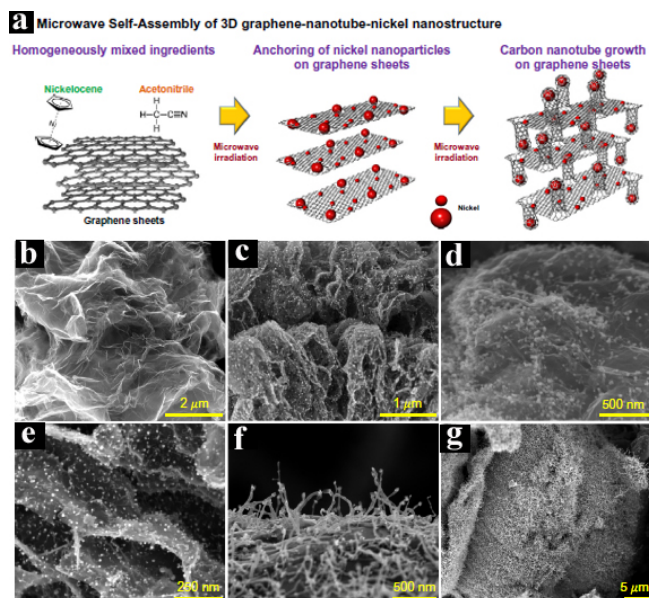 a Microwave Self-Assembly of 3D graphene-nanotube-nickel nanostructure
Homogeneously mixed ingredients
Anchoring of nickel nanoparticles
on graphene sheets
Carbon nanotube growth
on graphene sheets
Nickelocene
Acetonitrile
Ni
H
H-C-C≡N
H
Graphene sheets
Microwave
irradiation
Microwave
irradiation
Nickel
b
2 μm
c
1 μm
d
500 nm
e
200 nm
f
500 nm
g
5 μm